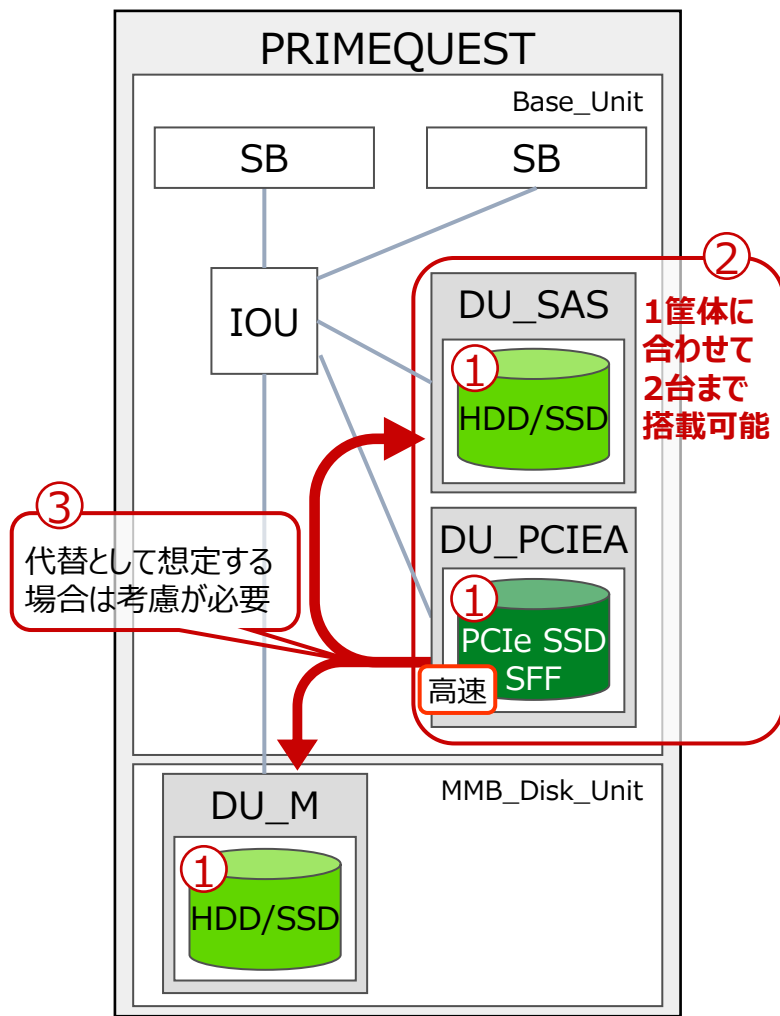 PRIMEQUEST
Base_Unit
SB
SB
IOU
②
DU_SAS
①
HDD/SSD
1筐体に
合わせて
2台まで
搭載可能
③
代替として想定する
場合は考慮が必要
DU_PCIEA
①
PCIe SSD
SFF
高速
MMB_Disk_Unit
DU_M
①
HDD/SSD